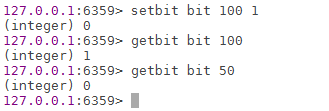 127.0.0.1:6359> setbit bit 100 1
(integer) 0
127.0.0.1:6359> getbit bit 100
(integer) 1
127.0.0.1:6359> getbit bit 50
(integer) 0
127.0.0.1:6359>